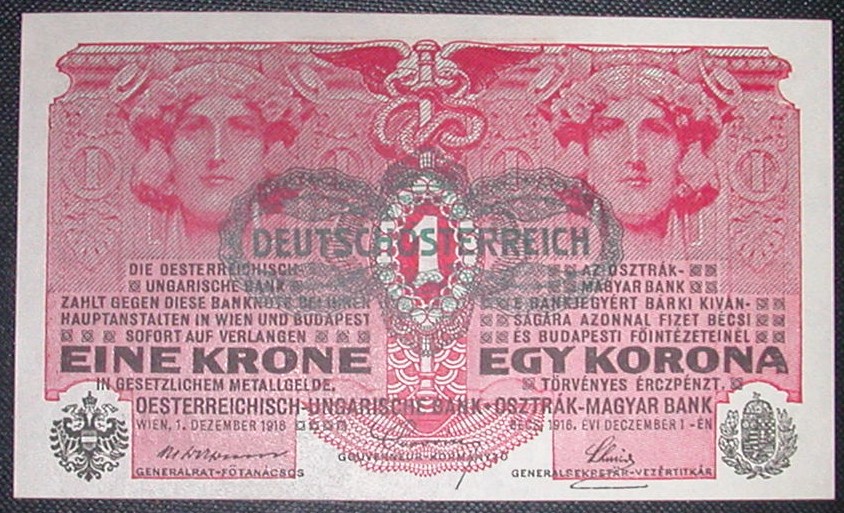 1
DEUTSCHÖSTERREICH
DIE OESTERREICHISCH-
UNGARISCHE BANK
ZAHLT GEGEN DIESE BANKNOTE BEI IHREN
HAUPTANSTALTEN IN WIEN UND BUDAPEST
SOFORT AUF VERLANGEN
EINE KRONE
IN GESETZLICHEM METALLGELDE.
AZ OSZTRÁK-
MAGYAR BANK
E BANKJEGYÉRT BÁRKI KIVÁN-
SÁGÁRA AZONNAL FIZET BÉCSI
ÉS BUDAPESTI FŐINTÉZETEINÉL
EGY KORONA
TÖRVÉNYES ÉRCZPÉNZT.
OESTERREICHISCH-UNGARISCHE BANK·OSZTRÁK-MAGYAR BANK
WIEN, 1. DEZEMBER 1916
BÉCS, 1916. ÉVI DECZEMBER 1-ÉN
GENERALRAT-FŐTANÁCSOS
GOUVERNEUR-KORMÁNYZÓ
GENERALSEKRETÄR-VEZÉRTITKÁR